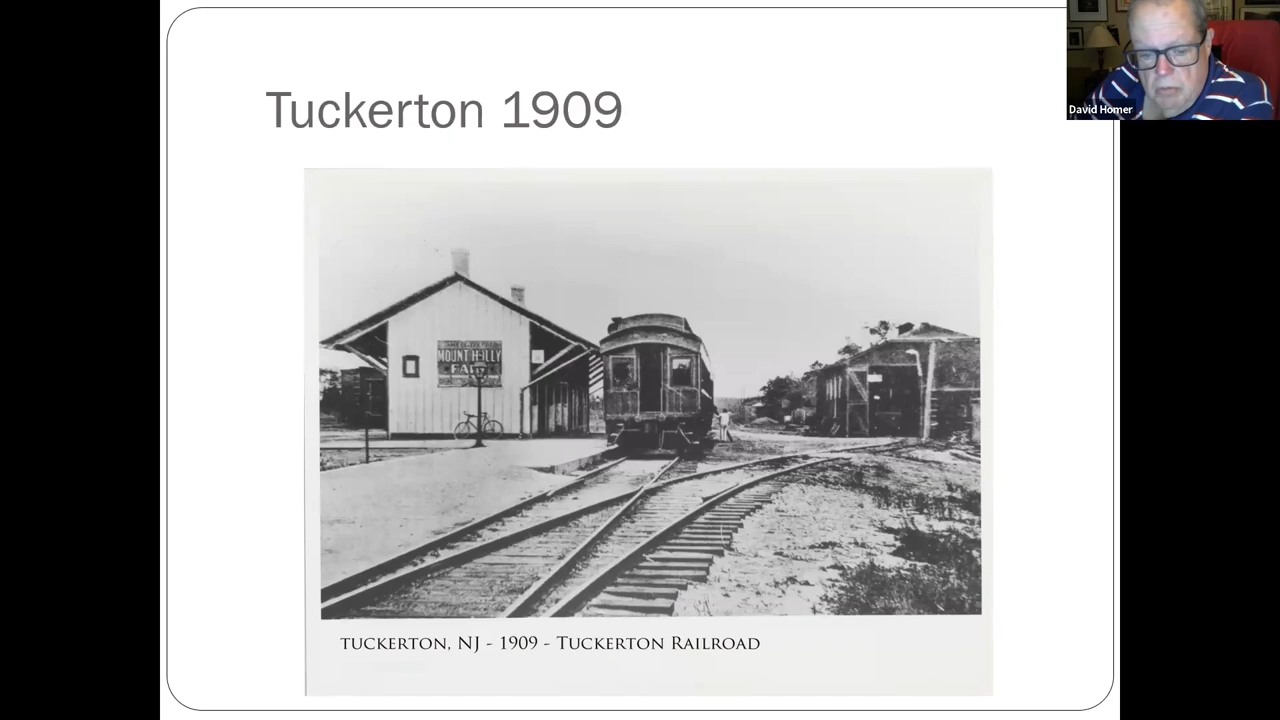 Tuckerton 1909
David Homer
MOUNT HOLLY
FAIR
TUCKERTON, NJ - 1909 - TUCKERTON RAILROAD